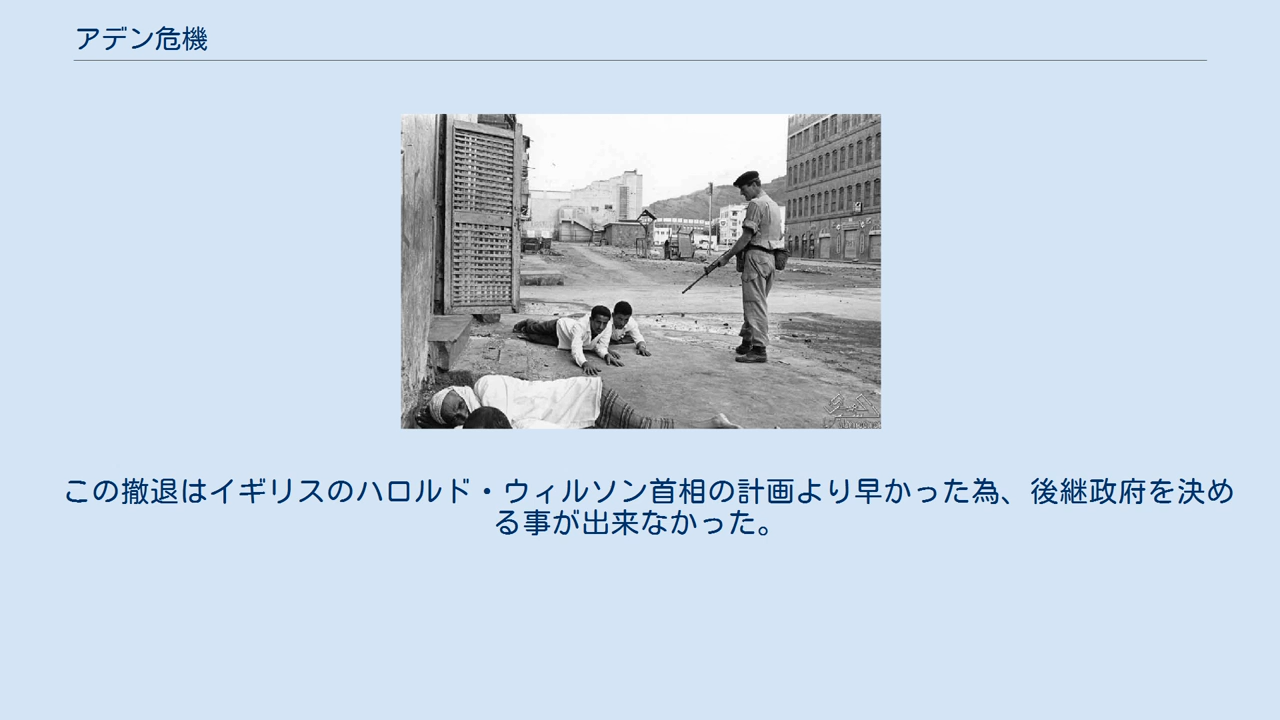 アデン危機
この撤退はイギリスのハロルド・ウィルソン首相の計画より早かった為、後継政府を決め
る事が出来なかった。